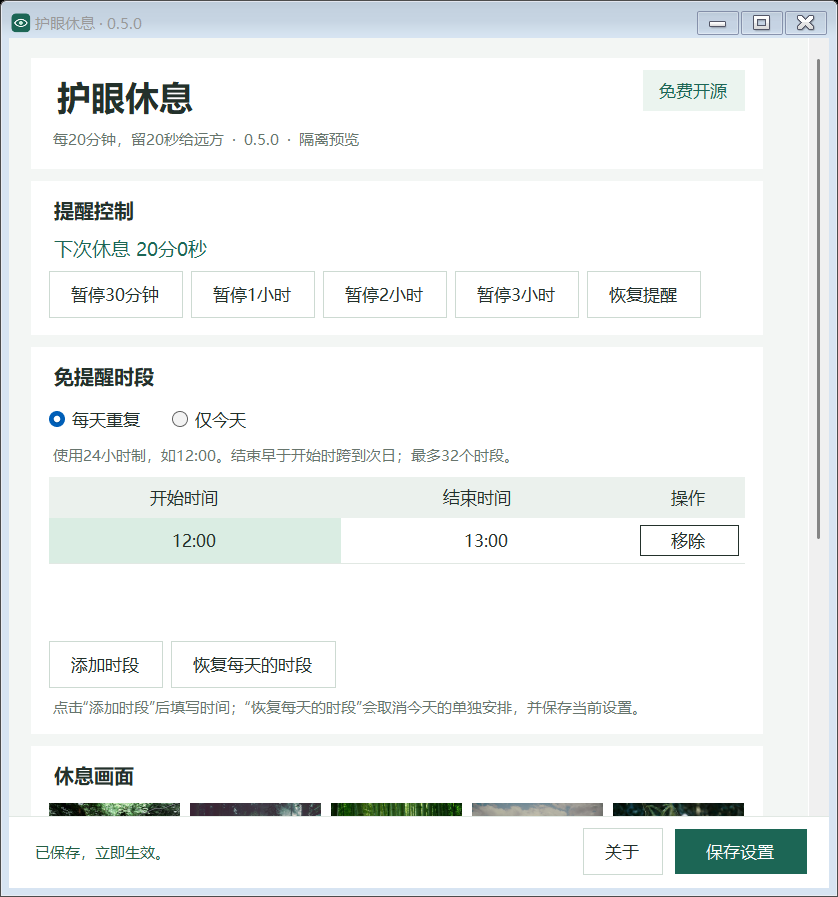 护眼休息 · 0.5.0
护眼休息
免费开源
每20分钟，留20秒给远方 · 0.5.0 · 隔离预览
提醒控制
下次休息 20分0秒
暂停30分钟 暂停1小时 暂停2小时 暂停3小时 恢复提醒
免提醒时段
每天重复 仅今天
使用24小时制，如12:00。结束早于开始时跨到次日；最多32个时段。
开始时间 结束时间 操作
12:00 13:00 移除
添加时段 恢复每天的时段
点击“添加时段”后填写时间；“恢复每天的时段”会取消今天的单独安排，并保存当前设置。
休息画面
已保存，立即生效。 关于 保存设置